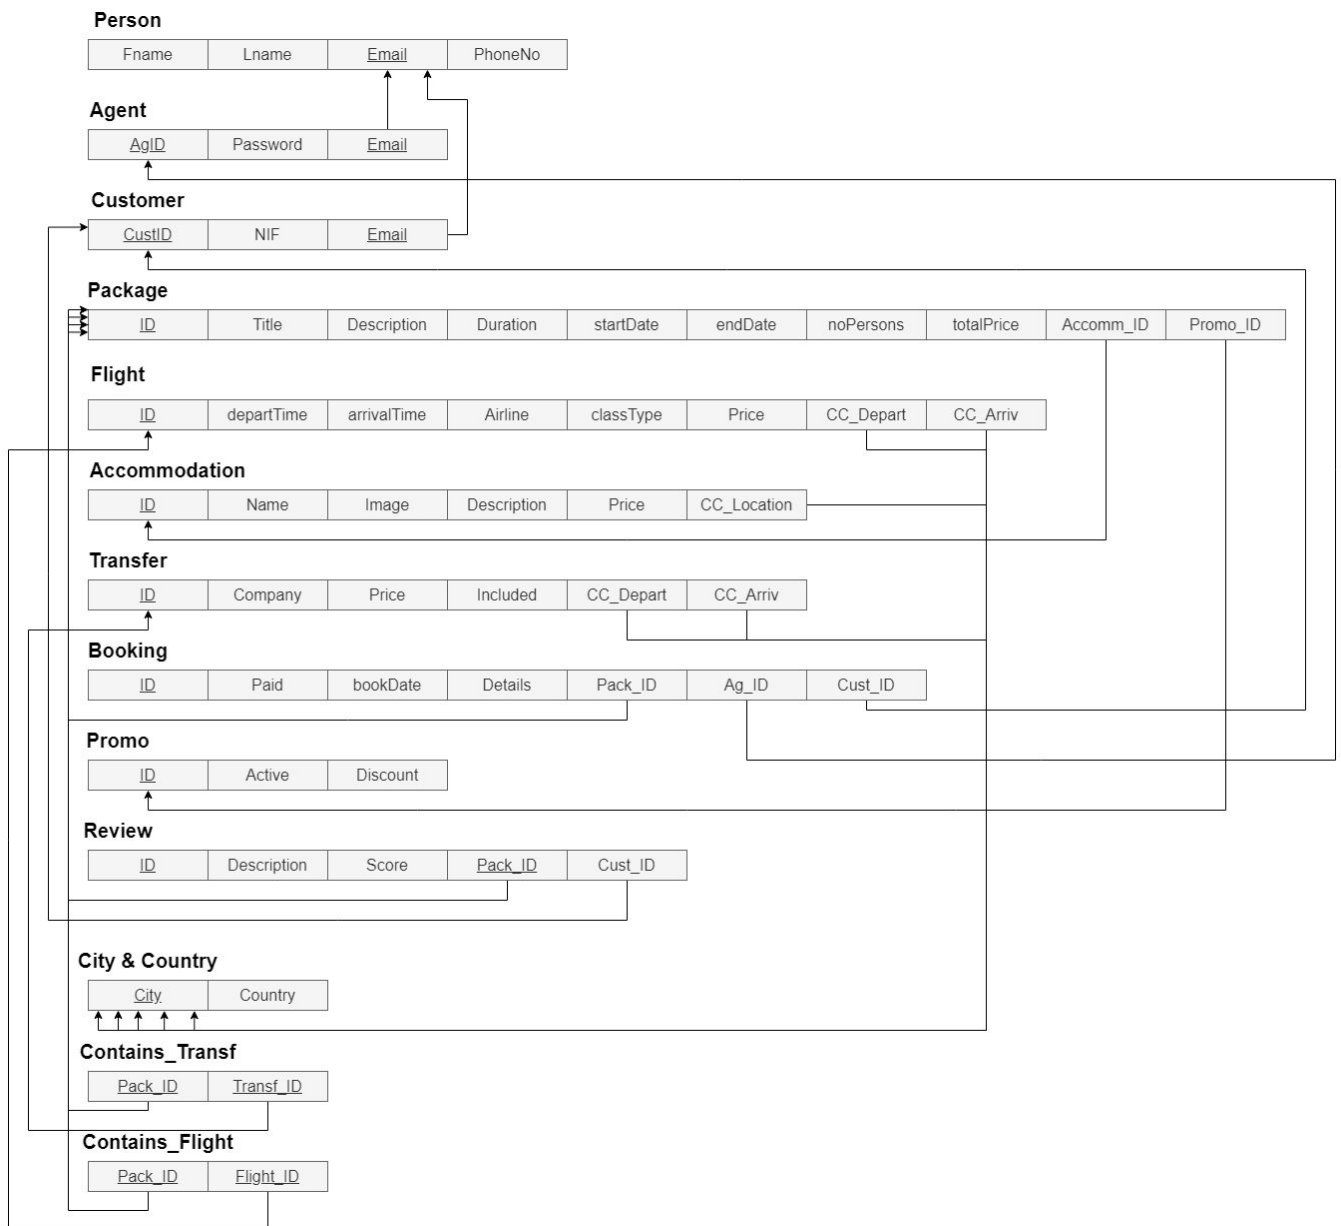 Person
Fname Lname Email PhoneNo
Agent
AgID Password Email
Customer
CustID NIF Email
Package
ID Title Description Duration startDate endDate noPersons totalPrice Accomm_ID Promo_ID
Flight
ID departTime arrivalTime Airline classType Price CC_Depart CC_Arriv
Accommodation
ID Name Image Description Price CC_Location
Transfer
ID Company Price Included CC_Depart CC_Arriv
Booking
ID Paid bookDate Details Pack_ID Ag_ID Cust_ID
Promo
ID Active Discount
Review
ID Description Score Pack_ID Cust_ID
City & Country
City Country
Contains_Transf
Pack_ID Transf_ID
Contains_Flight
Pack_ID Flight_ID